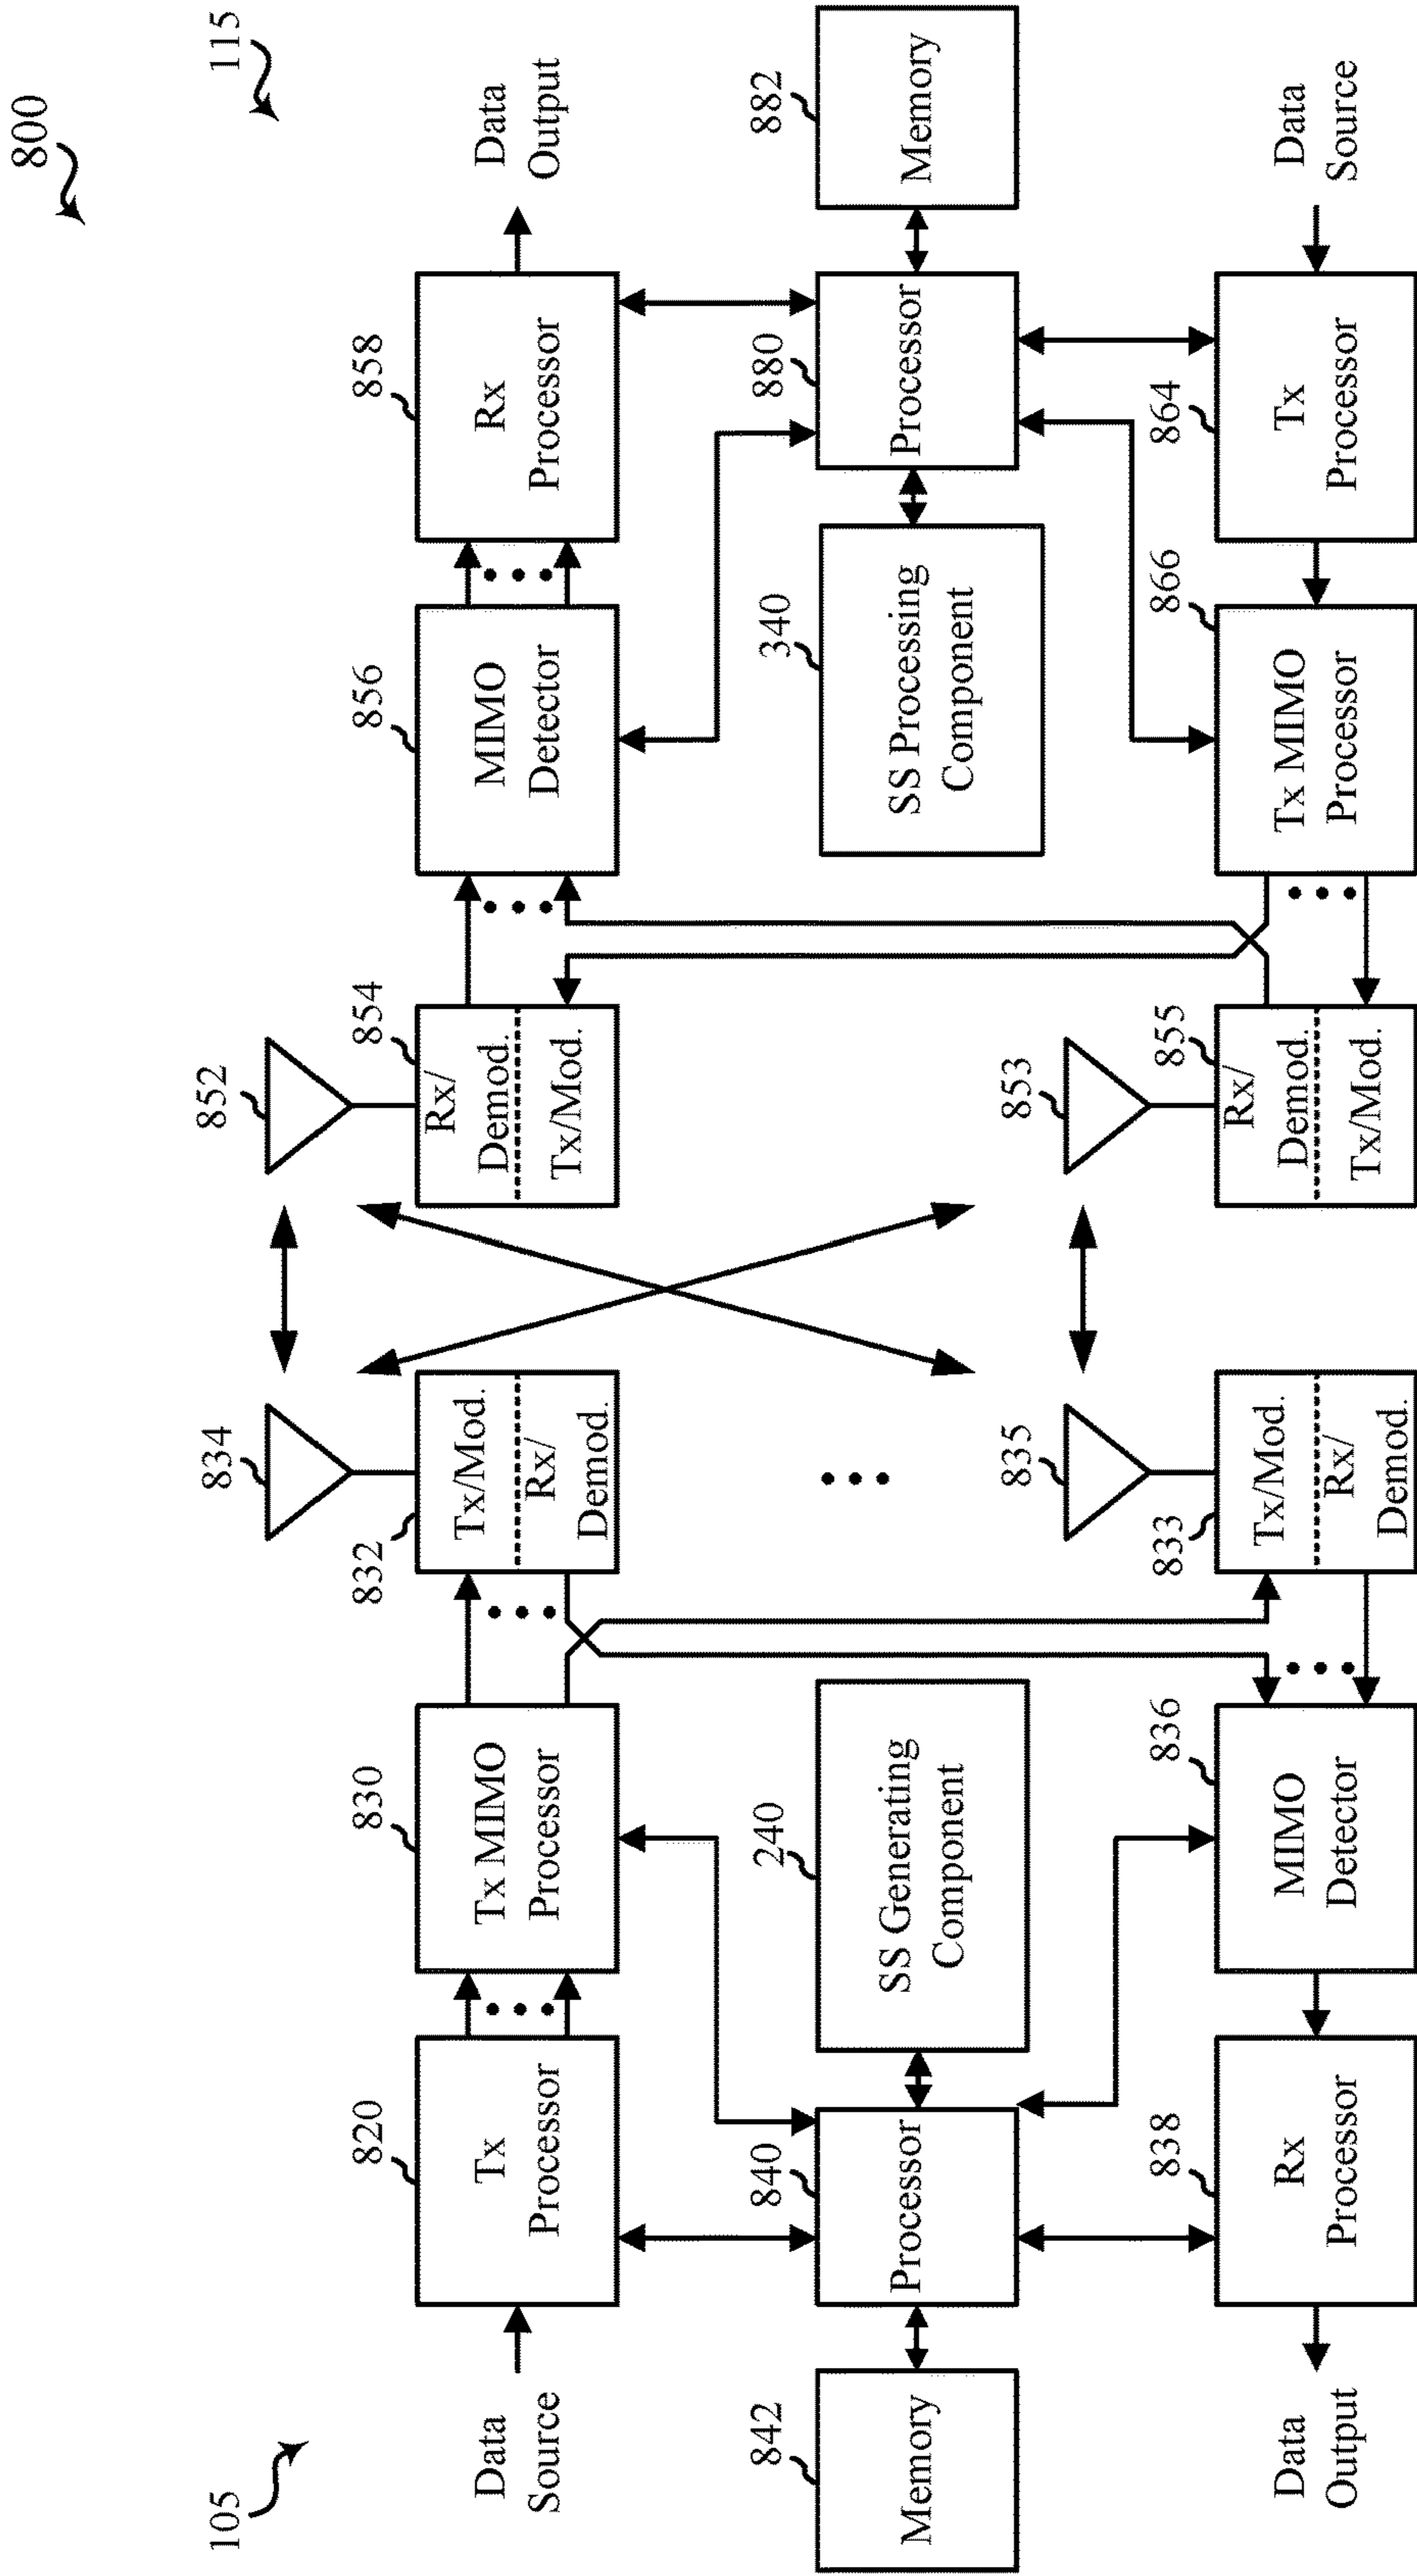 800
105
115
834
852
Data
Source
820
Tx
Processor
830
Tx MIMO
Processor
832
Tx/Mod.
Rx/
Demod.
854
Rx/
Demod.
Tx/Mod.
856
MIMO
Detector
858
Rx
Processor
Data
Output
842
Memory
840
Processor
240
SS Generating
Component
340
SS Processing
Component
880
Processor
882
Memory
835
853
Data
Output
838
Rx
Processor
836
MIMO
Detector
833
Tx/Mod.
Rx/
Demod.
855
Rx/
Demod.
Tx/Mod.
866
Tx MIMO
Processor
864
Tx
Processor
Data
Source